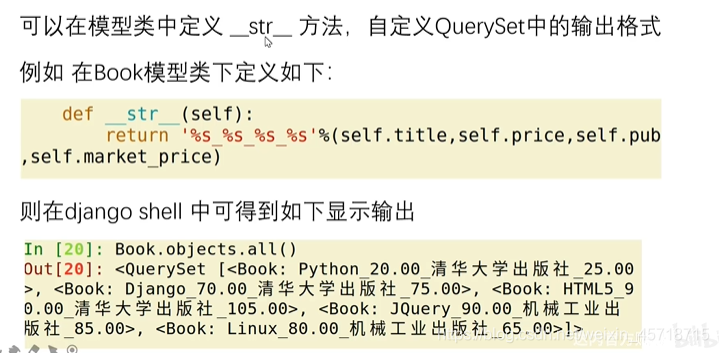 可以在模型类中定义 __str__ 方法，自定义QuerySet中的输出格式
例如 在Book模型类下定义如下：
def __str__(self):
return '%s_%s_%s_%s'%(self.title,self.price,self.pub
,self.market_price)
则在django shell 中可得到如下显示输出
In [20]: Book.objects.all()
Out[20]: <QuerySet [<Book: Python_20.00_清华大学出版社_25.00
>, <Book: Django_70.00_清华大学出版社_75.00>, <Book: HTML5_9
0.00_清华大学出版社_105.00>, <Book: JQuery_90.00_机械工业出
版社_85.00>, <Book: Linux_80.00_机械工业出版社_65.00>]>